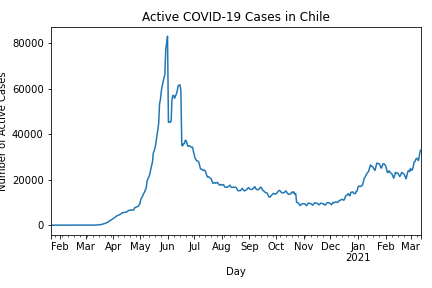 Active COVID-19 Cases in Chile
Number of Active Cases
80000
60000
40000
20000
0
Feb Mar Apr May Jun Jul Aug Sep Oct Nov Dec Jan Feb Mar
2021
Day